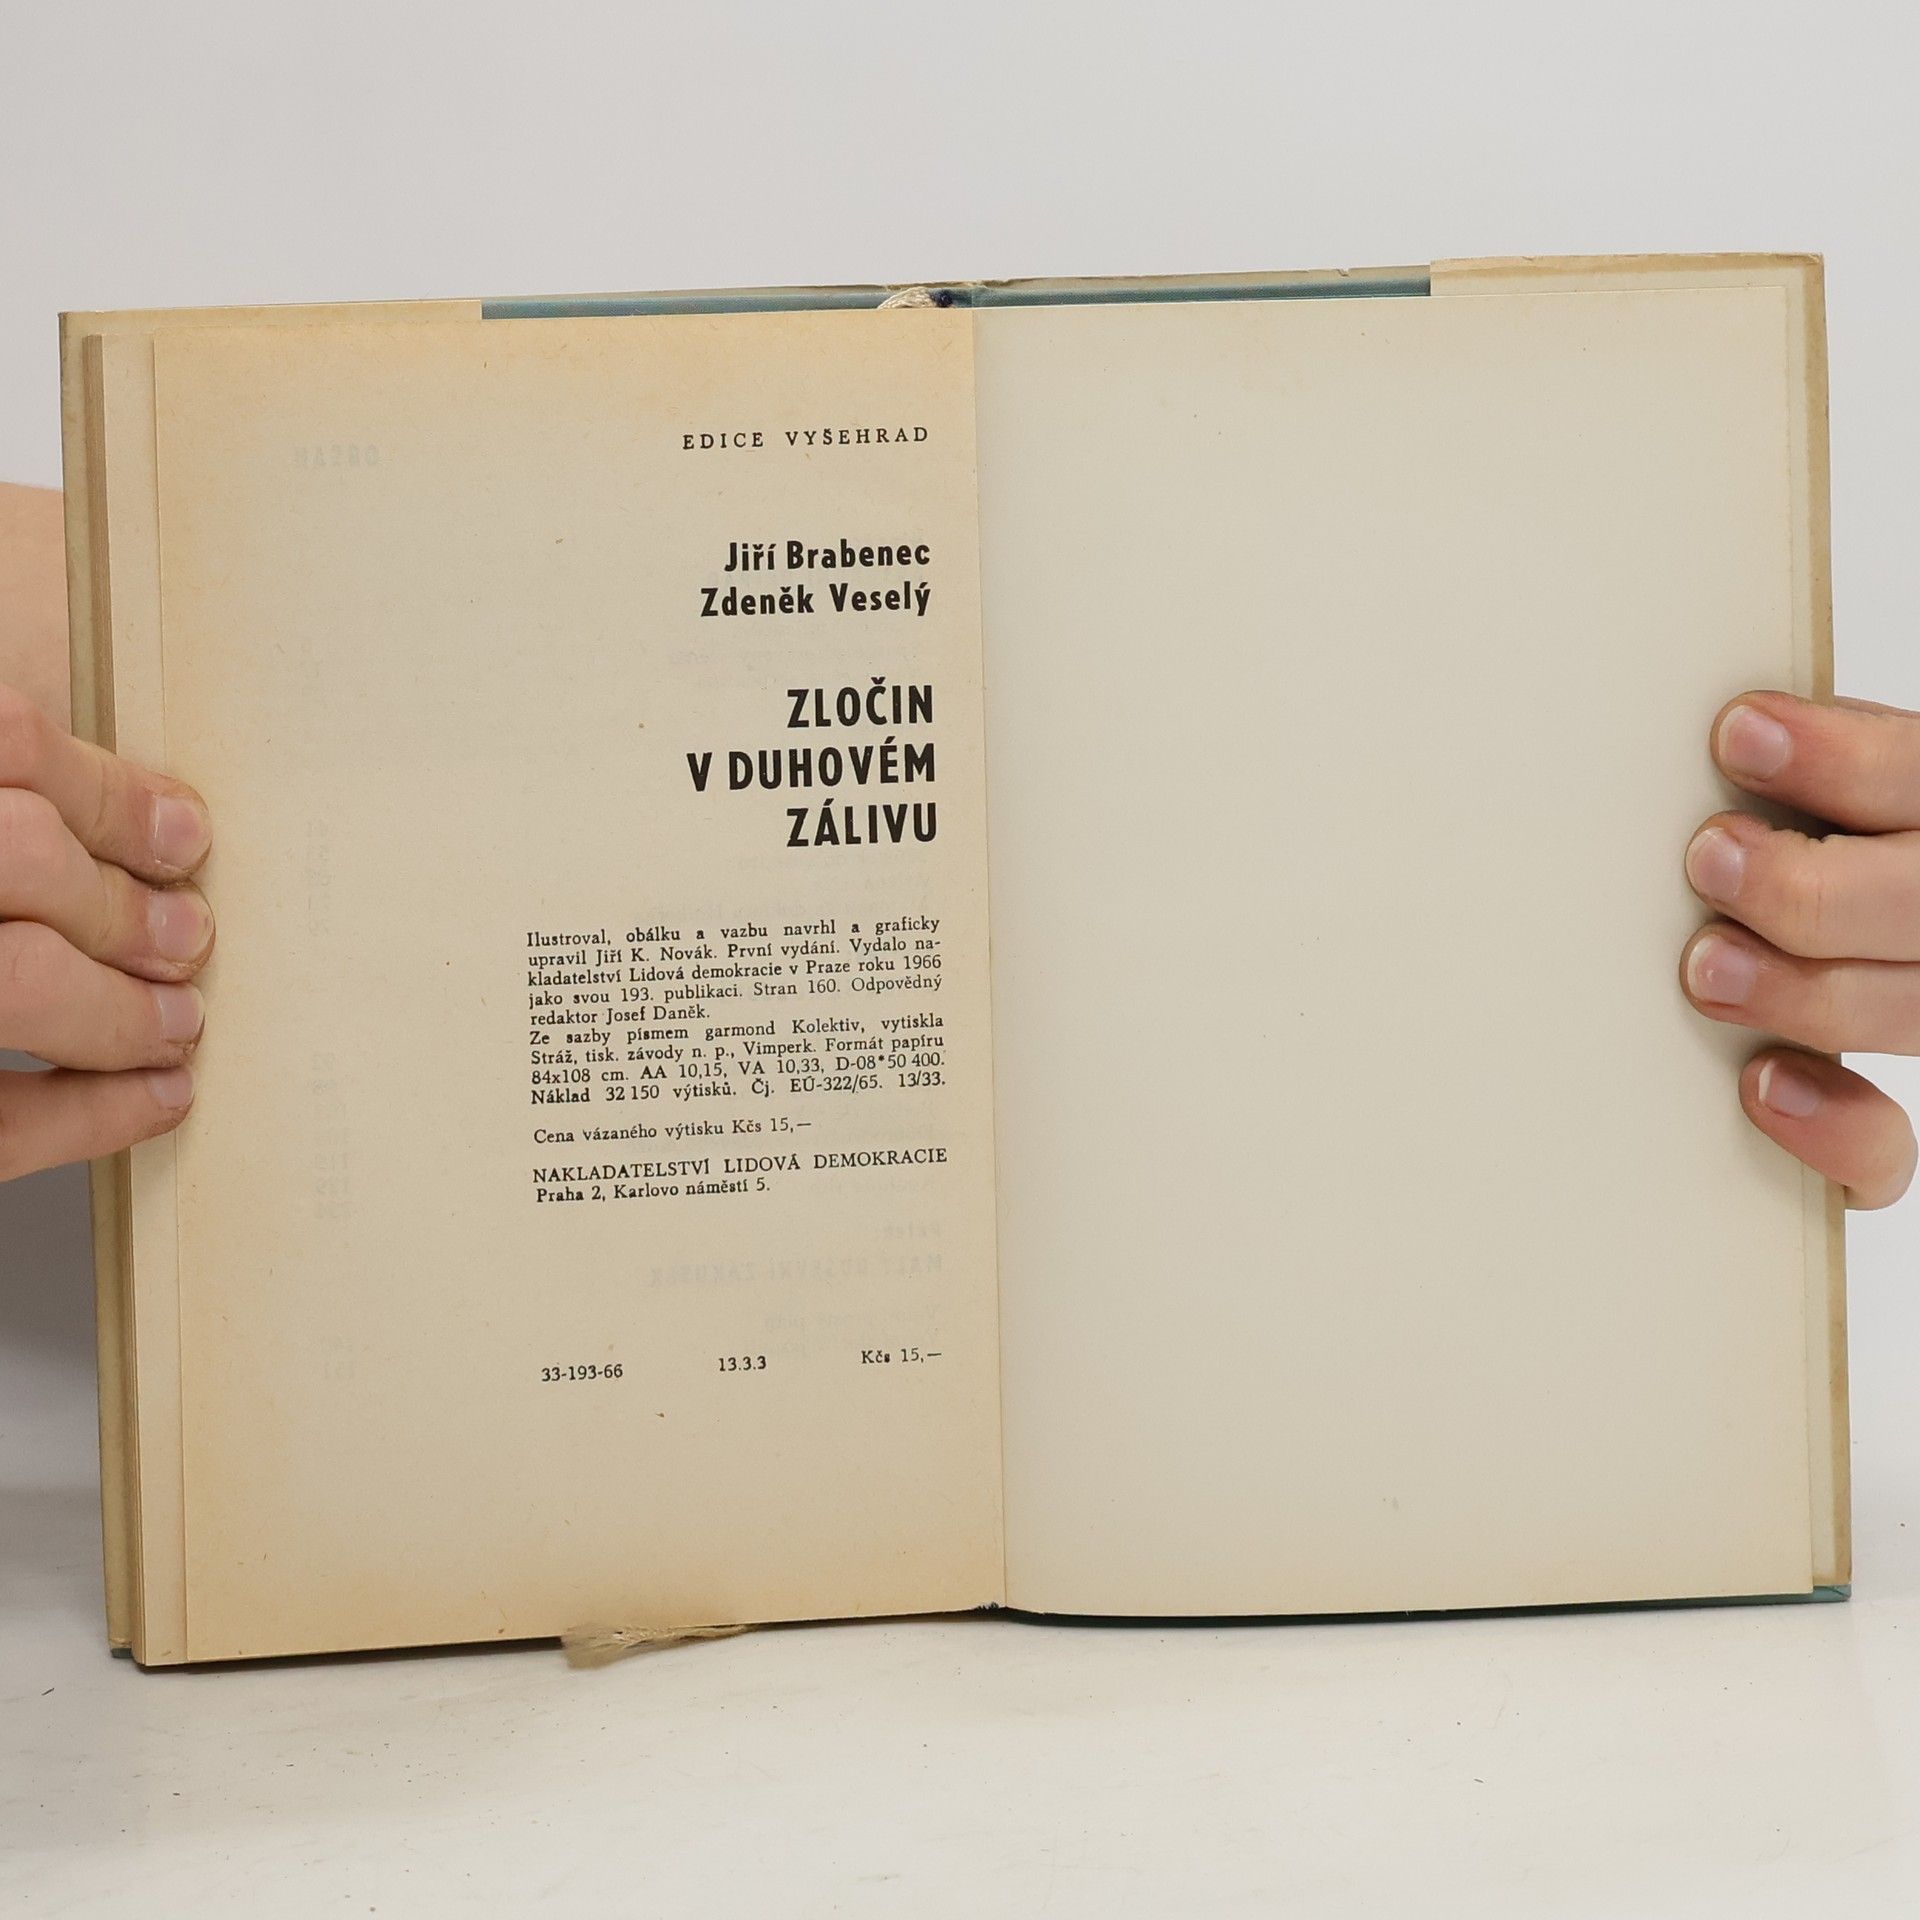 EDICE VYŠEHRAD
Jiří Brabenec
Zdeněk Veselý
ZLOČIN
V DUHOVÉM
ZÁLIVU
Ilustroval, obálku a vazbu navrhl a graficky
upravil Jiří K. Novák. První vydání. Vydalo na-
kladatelství Lidová demokracie v Praze roku 1966
jako svou 193. publikaci. Stran 160. Odpovědný
redaktor Josef Daněk.
Ze sazby písmem garmond Kolektiv, vytiskla
Stráž, tisk. závody n. p., Vimperk. Formát papíru
84x108 cm. AA 10,15, VA 10,33, D-08*50 400.
Náklad 32 150 výtisků. Čj. EÚ-322/65. 13/33.
Cena vázaného výtisku Kčs 15,—
NAKLADATELSTVÍ LIDOVÁ DEMOKRACIE
Praha 2, Karlovo náměstí 5.
33-193-66 13.3.3 Kčs 15,—